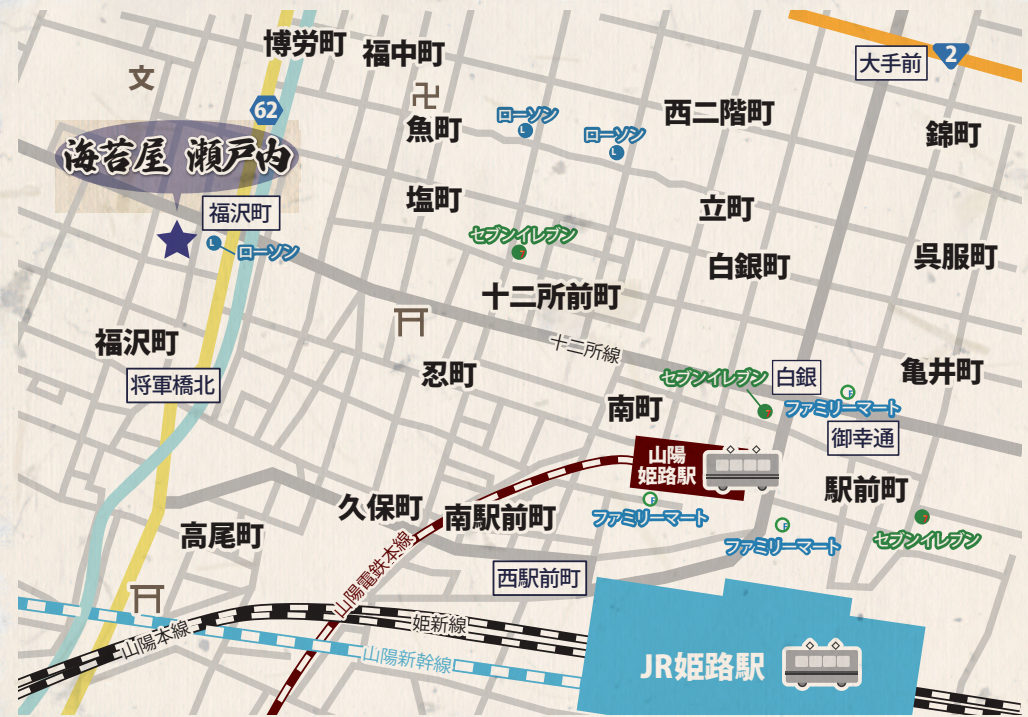 博労町
福中町
2
大手前
文
卍
62
ローソン
L
ローソン
L
西二階町
魚町
錦町
海苔屋 瀬戸内
塩町
立町
福沢町
L
ローソン
セブンイレブン
白銀町
呉服町
十二所前町
福沢町
十二所線
忍町
将軍橋北
セブンイレブン
白銀
亀井町
F
ファミリーマート
南町
御幸通
山陽
姫路駅
F
ファミリーマート
駅前町
久保町
南駅前町
高尾町
F
ファミリーマート
セブンイレブン
山陽電鉄本線
西駅前町
姫新線
山陽本線
山陽新幹線
JR姫路駅